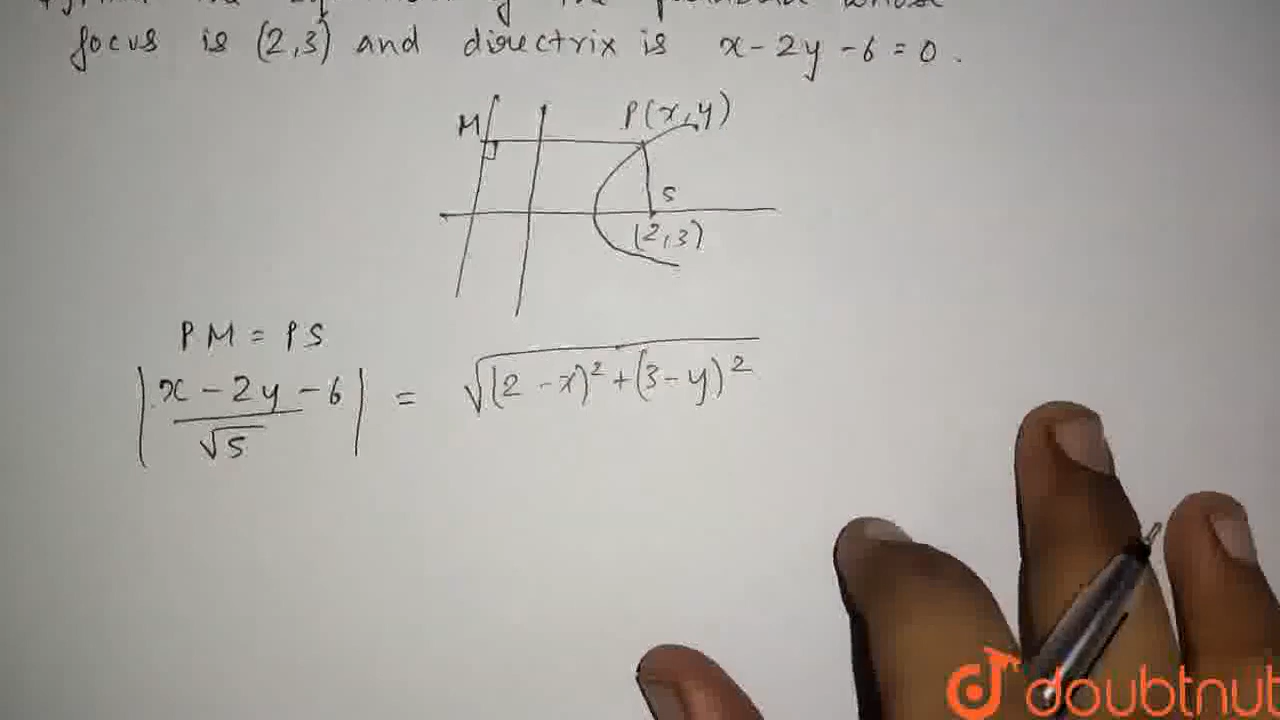 focus is (2,3) and directrix is x - 2y - 6 = 0.
M
P(x,y)
S
(2,3)
PM = PS
|x - 2y - 6 / √5| = √(2 - x)² + (3 - y)²
doubtnut